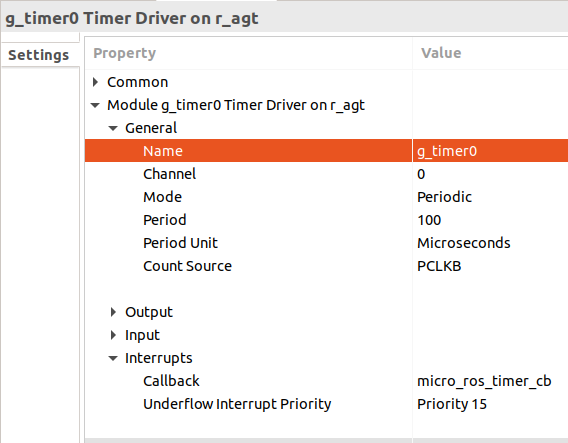 g_timer0 Timer Driver on r_agt
Settings
Property Value
Common
Module g_timer0 Timer Driver on r_agt
General
Name g_timer0
Channel 0
Mode Periodic
Period 100
Period Unit Microseconds
Count Source PCLKB
Output
Input
Interrupts
Callback micro_ros_timer_cb
Underflow Interrupt Priority Priority 15